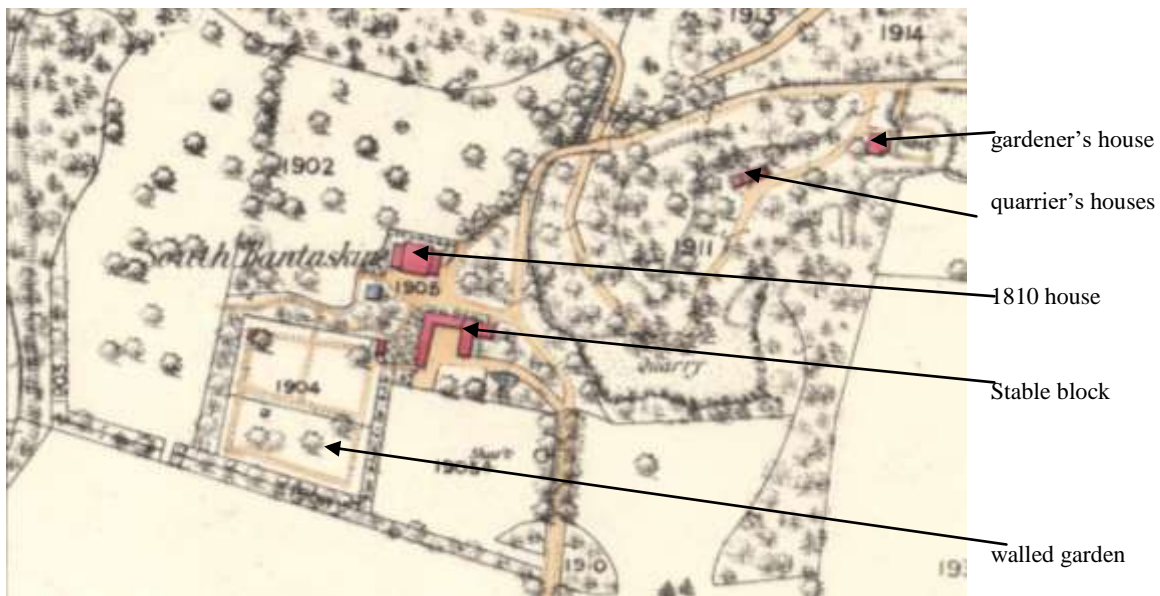 1913
1914
gardener's house
1902
quarrier's houses
1911
South Bantaskine
1905
1810 house
Quarry
1904
Stable block
1903
1910
walled garden